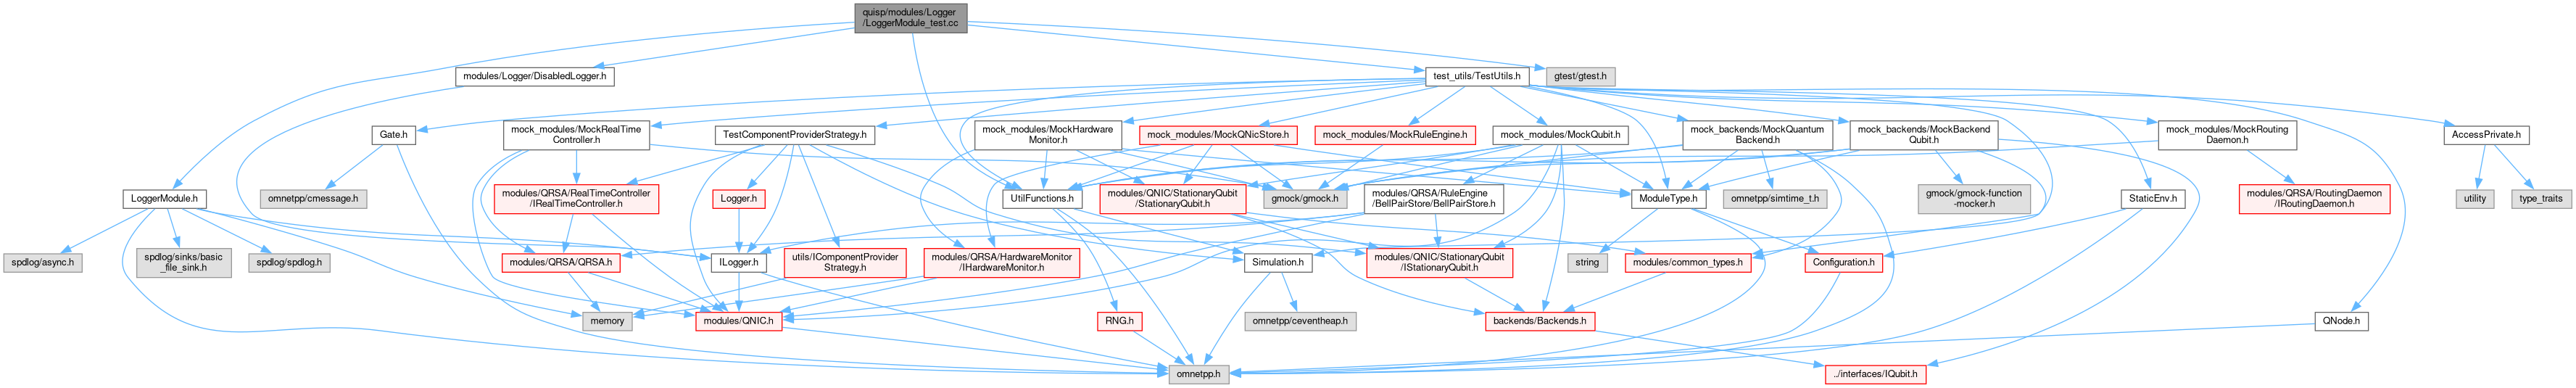 quisp/modules/Logger
/LoggerModule_test.cc
modules/Logger/DisabledLogger.h
test_utils/TestUtils.h
gtest/gtest.h
Gate.h
mock_modules/MockRealTime
Controller.h
TestComponentProviderStrategy.h
mock_modules/MockHardware
Monitor.h
mock_modules/MockQNicStore.h
mock_modules/MockRuleEngine.h
mock_modules/MockQubit.h
mock_backends/MockQuantum
Backend.h
mock_backends/MockBackend
Qubit.h
mock_modules/MockRouting
Daemon.h
AccessPrivate.h
LoggerModule.h
omnetpp/cmessage.h
modules/QRSA/RealTimeController
/IRealTimeController.h
Logger.h
UtilFunctions.h
modules/QNIC/StationaryQubit
/StationaryQubit.h
gmock/gmock.h
modules/QRSA/RuleEngine
/BellPairStore/BellPairStore.h
ModuleType.h
omnetpp/simtime_t.h
gmock/gmock-function
-mocker.h
StaticEnv.h
modules/QRSA/RoutingDaemon
/IRoutingDaemon.h
utility
type_traits
spdlog/async.h
spdlog/sinks/basic
_file_sink.h
spdlog/spdlog.h
modules/QRSA/QRSA.h
ILogger.h
utils/IComponentProvider
Strategy.h
modules/QRSA/HardwareMonitor
/IHardwareMonitor.h
Simulation.h
modules/QNIC/StationaryQubit
/IStationaryQubit.h
string
modules/common_types.h
Configuration.h
memory
modules/QNIC.h
RNG.h
omnetpp/ceventheap.h
backends/Backends.h
QNode.h
omnetpp.h
../interfaces/IQubit.h